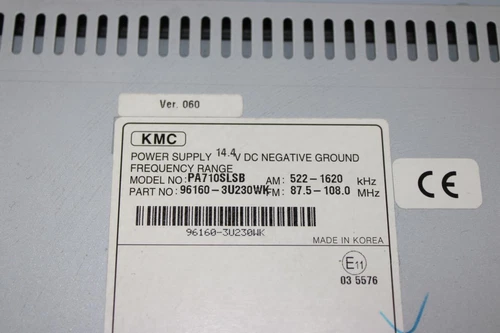 Ver. 060
KMC
POWER SUPPLY 14.4V DC NEGATIVE GROUND
FREQUENCY RANGE
MODEL NO: PA710SLSB AM: 522-1620 kHz
PART NO: 96160-3U230WK FM: 87.5-108.0 MHz
96160-3U230WK
MADE IN KOREA
CE
E11
03 5576